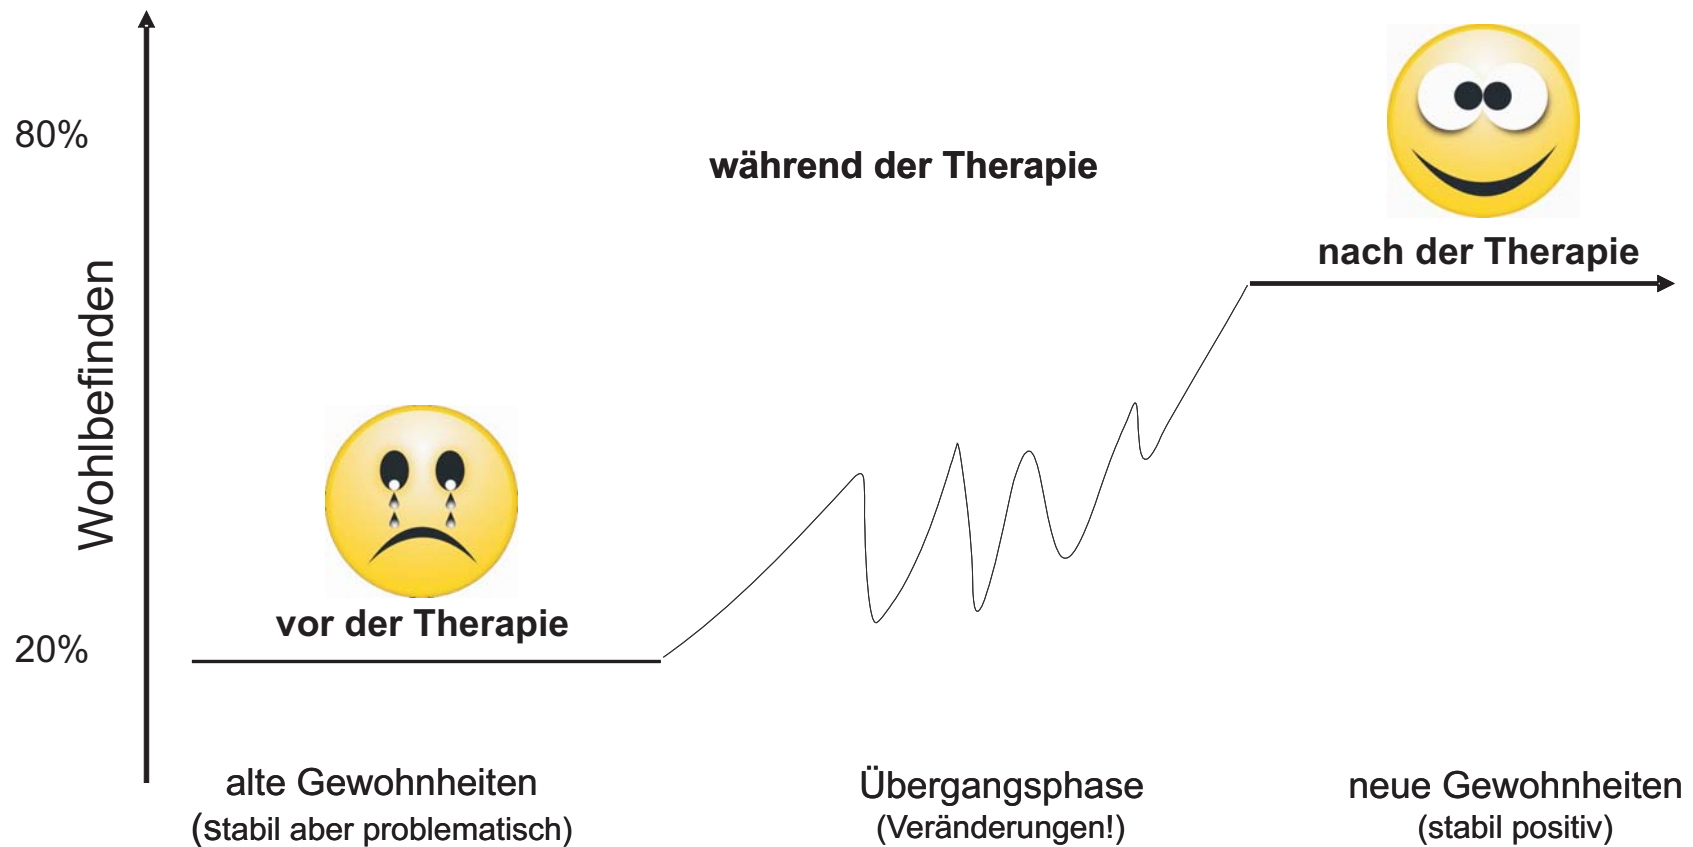 80%
während der Therapie
nach der Therapie
Wohlbefinden
vor der Therapie
20%
alte Gewohnheiten
(stabil aber problematisch)
Übergangsphase
(Veränderungen!)
neue Gewohnheiten
(stabil positiv)